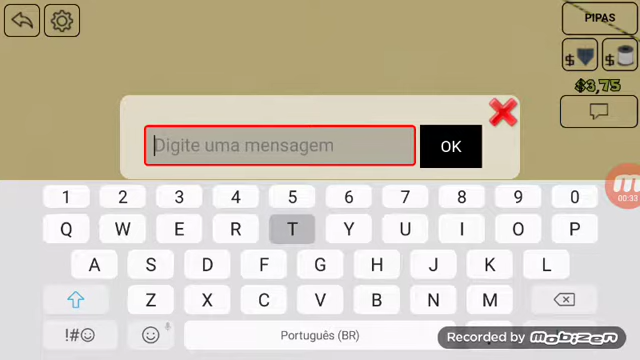 PIPAS
$
$
$3,75
Digite uma mensagem
OK
00:33
1 2 3 4 5 6 7 8 9 0
Q W E R T Y U I O P
A S D F G H J K L
Z X C V B N M
!#☺
Português (BR)
Recorded by mobizen